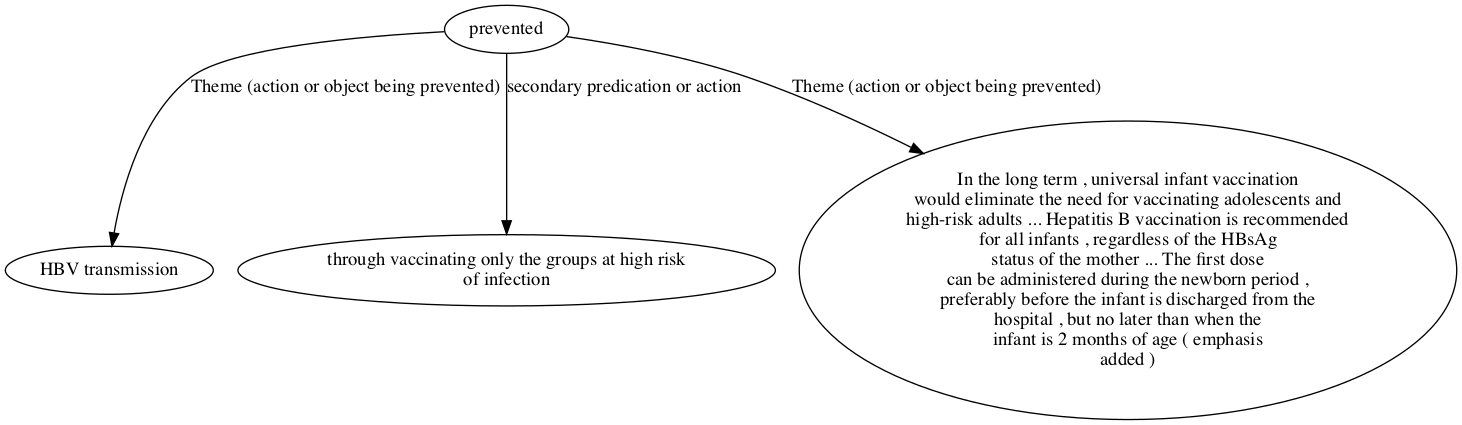 prevented
Theme (action or object being prevented)
secondary predication or action
Theme (action or object being prevented)
HBV transmission
through vaccinating only the groups at high risk
of infection
In the long term , universal infant vaccination
would eliminate the need for vaccinating adolescents and
high-risk adults ... Hepatitis B vaccination is recommended
for all infants , regardless of the HBsAg
status of the mother ... The first dose
can be administered during the newborn period ,
preferably before the infant is discharged from the
hospital , but no later than when the
infant is 2 months of age ( emphasis
added )